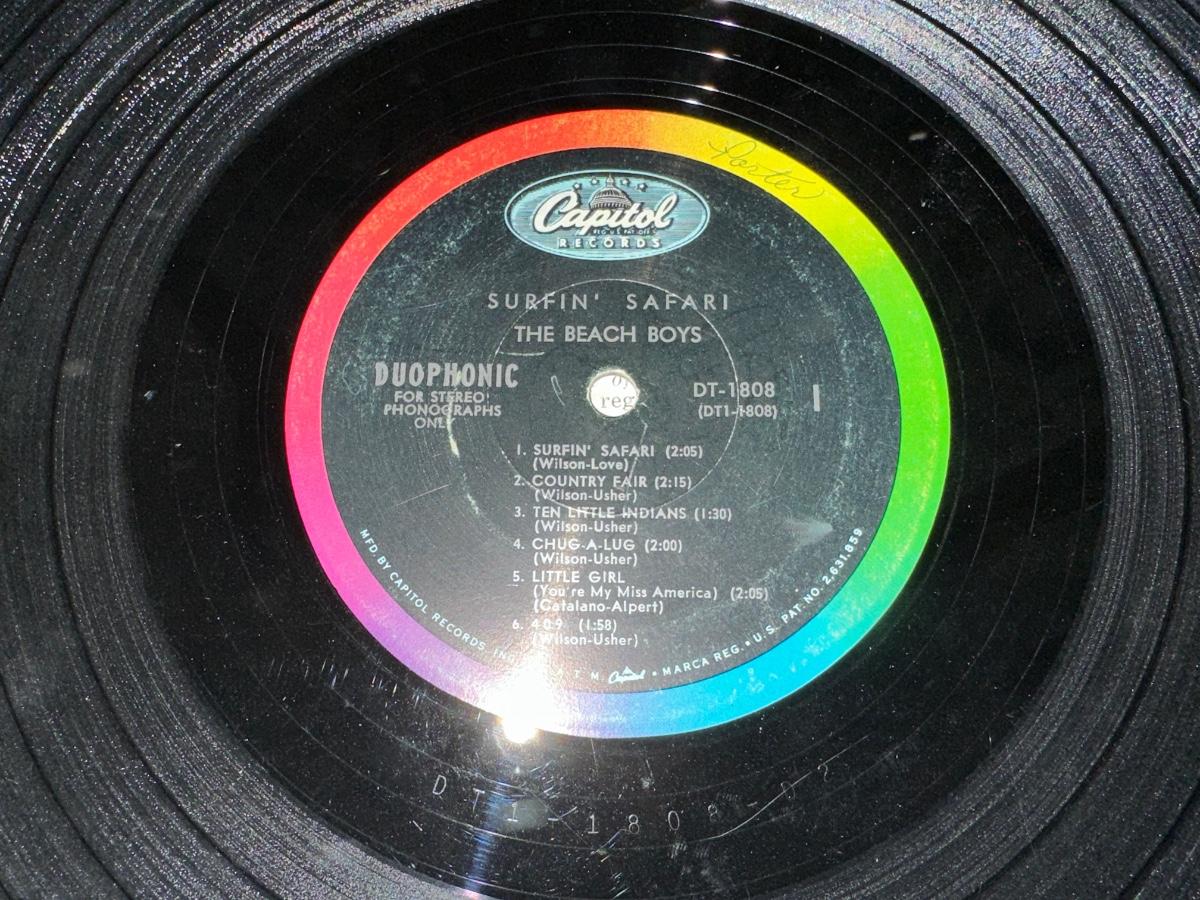 Porter
Capitol
RECORDS
SURFIN' SAFARI
THE BEACH BOYS
DUOPHONIC
FOR STEREO
PHONOGRAPHS
ONLY
reg
DT-1808
(DT1-1808)
1
1. SURFIN' SAFARI (2:05)
(Wilson-Love)
2. COUNTRY FAIR (2:15)
(Wilson-Usher)
3. TEN LITTLE INDIANS (1:30)
(Wilson-Usher)
4. CHUG-A-LUG (2:00)
(Wilson-Usher)
5. LITTLE GIRL
(You're My Miss America) (2:05)
(Catalano-Alpert)
6. 409 (1:58)
(Wilson-Usher)
MFD. BY CAPITOL RECORDS, INC. T. M. Capitol • MARCA REG. • U.S. PAT. NO. 2,631,859
DT1-1808-D2